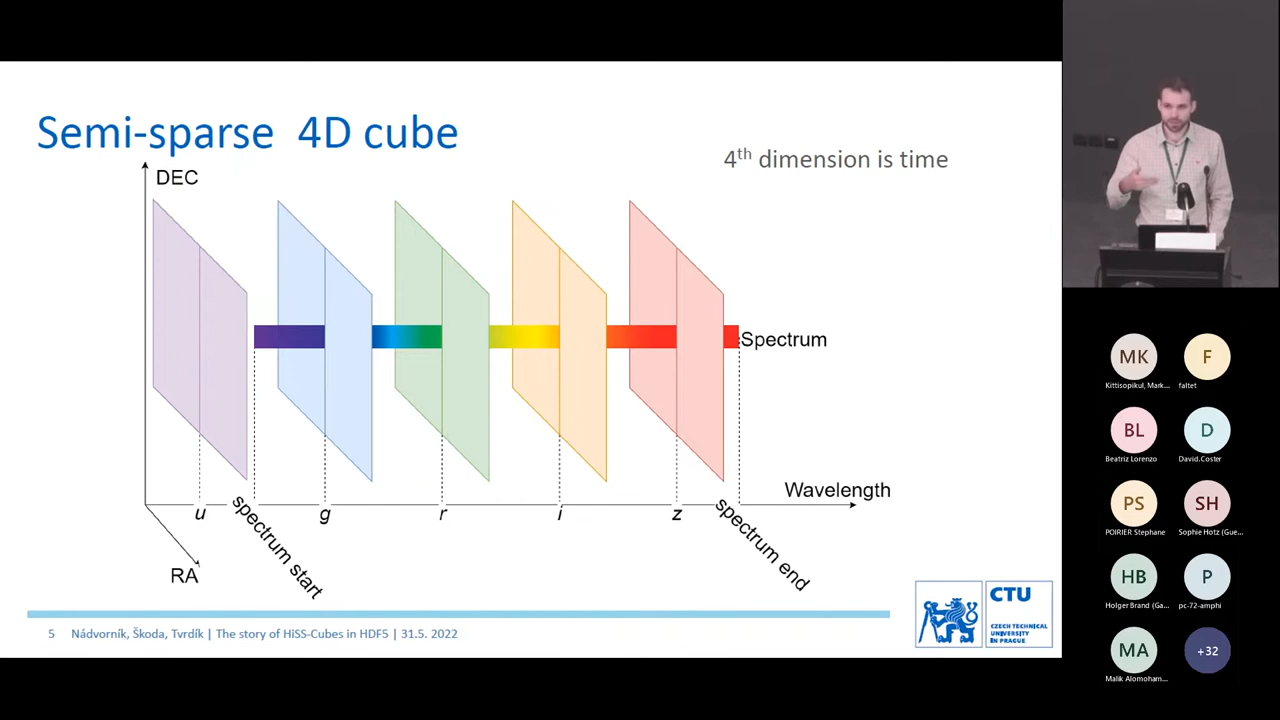 Semi-sparse 4D cube
4th dimension is time
DEC
Spectrum
Wavelength
u
g
r
i
z
spectrum start
spectrum end
RA
5 Nádvorník, Škoda, Tvrdík | The story of HiSS-Cubes in HDF5 | 31.5. 2022
CTU
CZECH TECHNICAL
UNIVERSITY
IN PRAGUE
MK
F
Kittisopikul, Mark...
faltet
BL
D
Beatriz Lorenzo
David.Coster
PS
SH
POIRIER Stephane
Sophie Hotz (Gue...
HB
P
Holger Brand (Ga...
pc-72-amphi
MA
+32
Malik Alomoham...